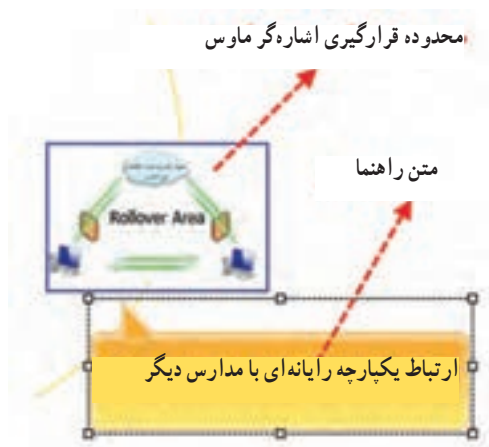 محدوده قرارگیری اشاره‌گر ماوس
متن راهنما
Rollover Area
ارتباط یکپارچه رایانه‌ای با مدارس دیگر